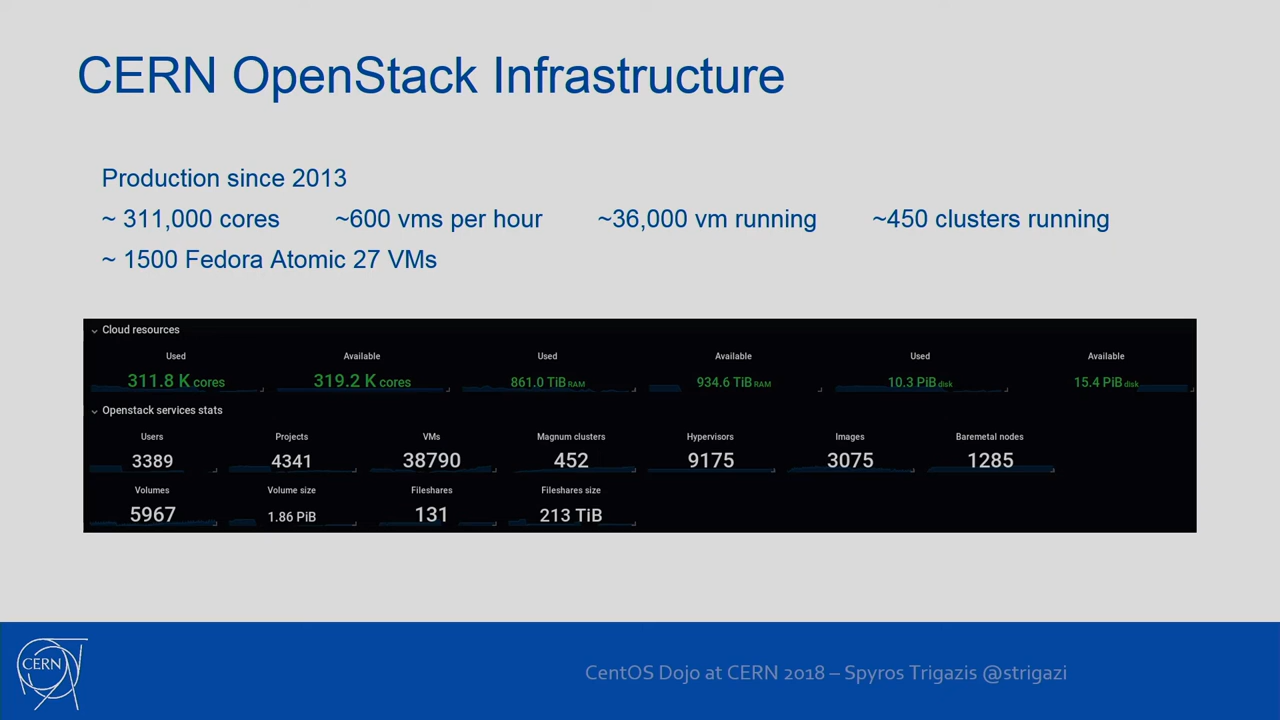 CERN OpenStack Infrastructure
Production since 2013
~ 311,000 cores ~600 vms per hour ~36,000 vm running ~450 clusters running
~ 1500 Fedora Atomic 27 VMs
Cloud resources
Used Available Used Available Used Available
311.8 K cores 319.2 K cores 861.0 TiB RAM 934.6 TiB RAM 10.3 PiB disk 15.4 PiB disk
Openstack services stats
Users Projects VMs Magnum clusters Hypervisors Images Baremetal nodes
3389 4341 38790 452 9175 3075 1285
Volumes Volume size Fileshares Fileshares size
5967 1.86 PiB 131 213 TiB
CERN
CentOS Dojo at CERN 2018 – Spyros Trigazis @strigazi